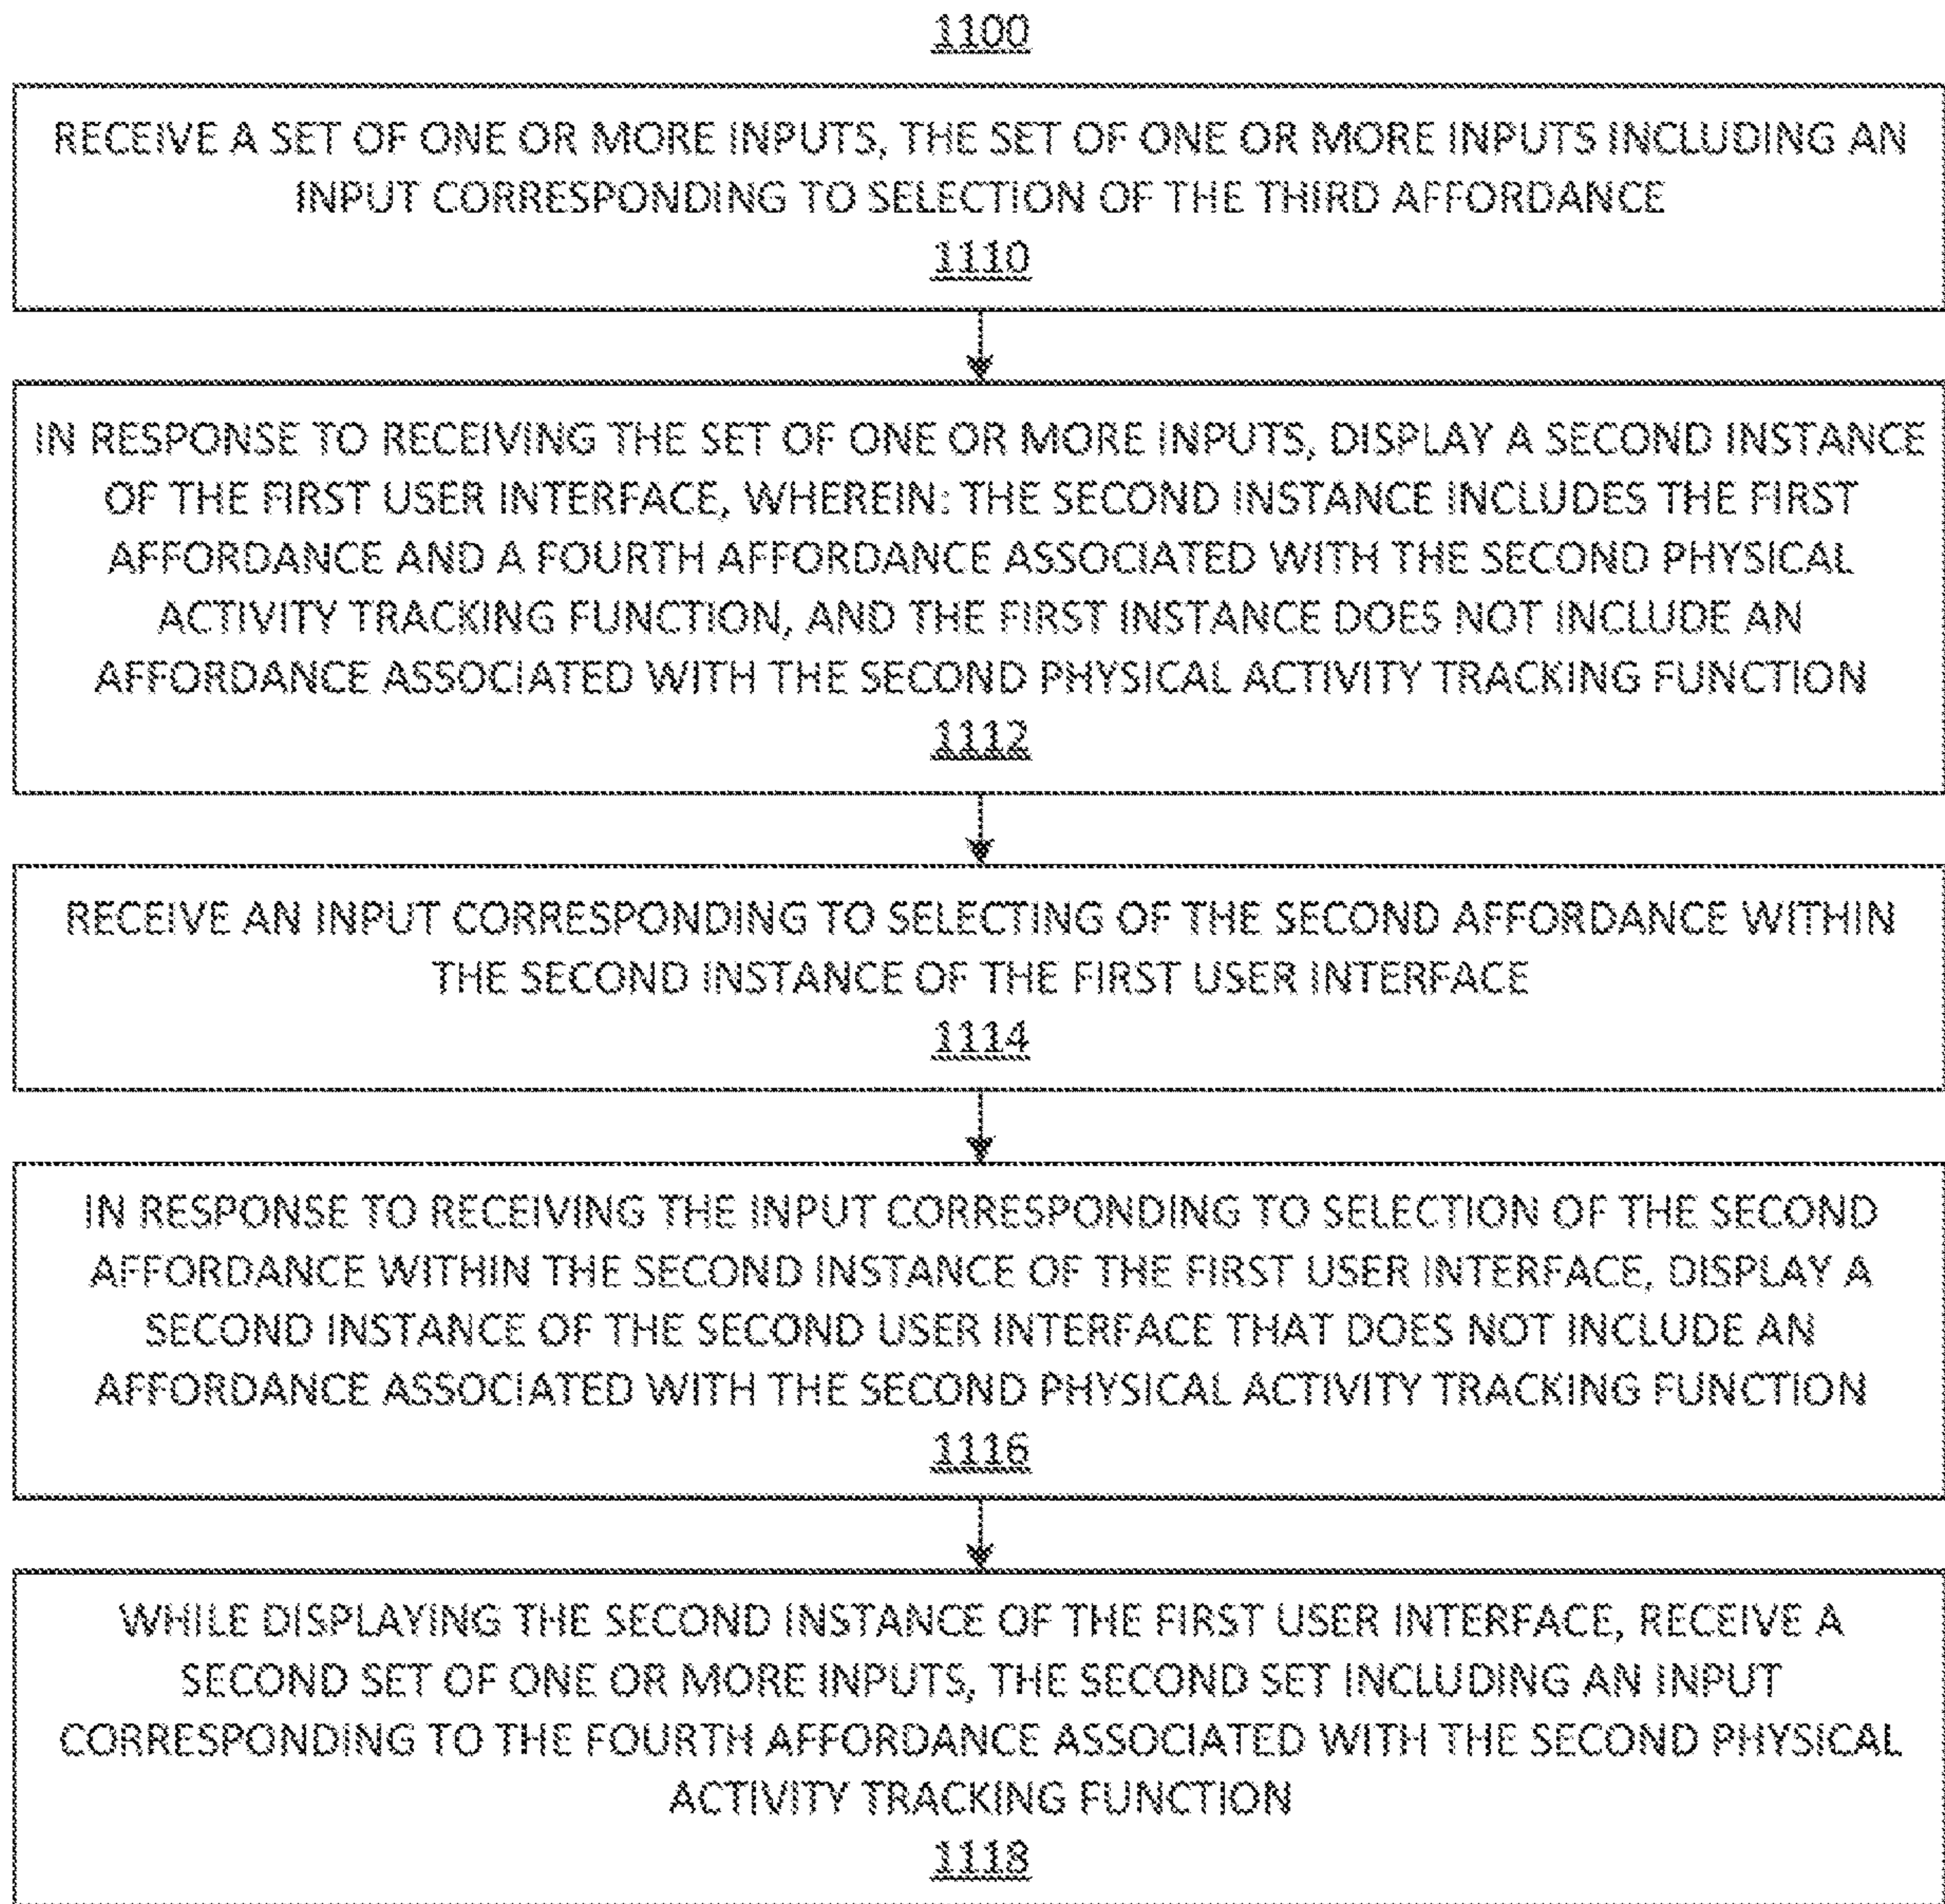 1100
RECEIVE A SET OF ONE OR MORE INPUTS, THE SET OF ONE OR MORE INPUTS INCLUDING AN
INPUT CORRESPONDING TO SELECTION OF THE THIRD AFFORDANCE
1110
IN RESPONSE TO RECEIVING THE SET OF ONE OR MORE INPUTS, DISPLAY A SECOND INSTANCE
OF THE FIRST USER INTERFACE, WHEREIN: THE SECOND INSTANCE INCLUDES THE FIRST
AFFORDANCE AND A FOURTH AFFORDANCE ASSOCIATED WITH THE SECOND PHYSICAL
ACTIVITY TRACKING FUNCTION, AND THE FIRST INSTANCE DOES NOT INCLUDE AN
AFFORDANCE ASSOCIATED WITH THE SECOND PHYSICAL ACTIVITY TRACKING FUNCTION
1112
RECEIVE AN INPUT CORRESPONDING TO SELECTING OF THE SECOND AFFORDANCE WITHIN
THE SECOND INSTANCE OF THE FIRST USER INTERFACE
1114
IN RESPONSE TO RECEIVING THE INPUT CORRESPONDING TO SELECTION OF THE SECOND
AFFORDANCE WITHIN THE SECOND INSTANCE OF THE FIRST USER INTERFACE, DISPLAY A
SECOND INSTANCE OF THE SECOND USER INTERFACE THAT DOES NOT INCLUDE AN
AFFORDANCE ASSOCIATED WITH THE SECOND PHYSICAL ACTIVITY TRACKING FUNCTION
1116
WHILE DISPLAYING THE SECOND INSTANCE OF THE FIRST USER INTERFACE, RECEIVE A
SECOND SET OF ONE OR MORE INPUTS, THE SECOND SET INCLUDING AN INPUT
CORRESPONDING TO THE FOURTH AFFORDANCE ASSOCIATED WITH THE SECOND PHYSICAL
ACTIVITY TRACKING FUNCTION
1118